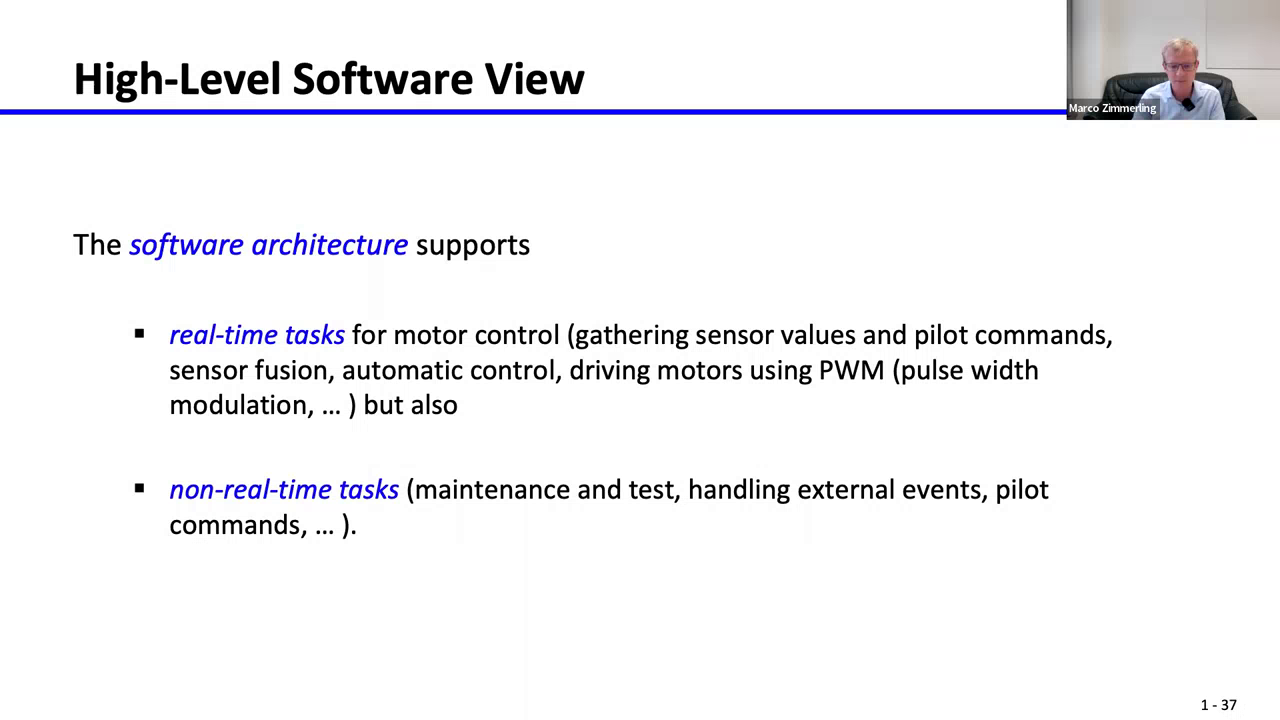 High-Level Software View
Marco Zimmerling
The software architecture supports
▪ real-time tasks for motor control (gathering sensor values and pilot commands,
sensor fusion, automatic control, driving motors using PWM (pulse width
modulation, … ) but also
▪ non-real-time tasks (maintenance and test, handling external events, pilot
commands, … ).
1 - 37